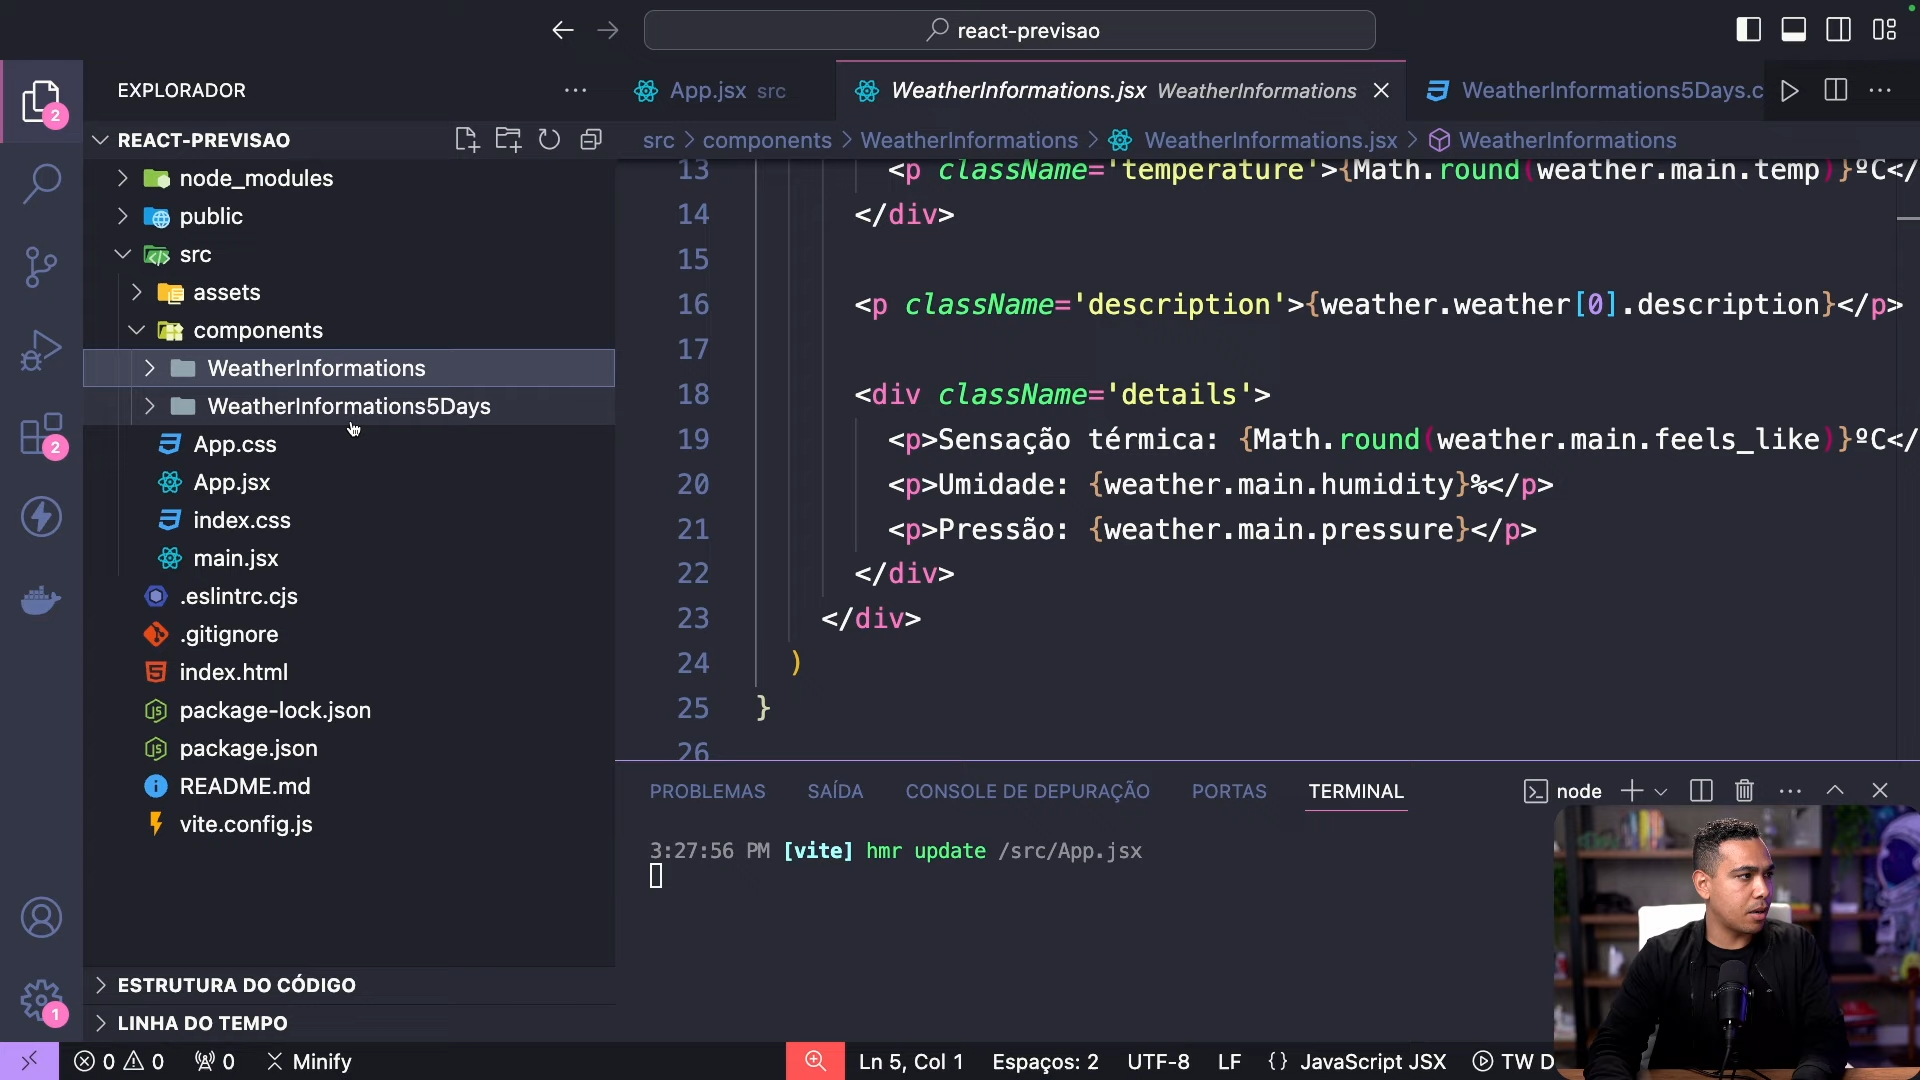 react-previsao
EXPLORADOR
App.jsx src
WeatherInformations.jsx WeatherInformations
WeatherInformations5Days.c
2
REACT-PREVISAO
src > components > WeatherInformations > WeatherInformations.jsx > WeatherInformations
node_modules
public
src
assets
components
WeatherInformations
WeatherInformations5Days
App.css
App.jsx
index.css
main.jsx
.eslintrc.cjs
.gitignore
index.html
package-lock.json
package.json
README.md
vite.config.js
2
13 <p className='temperature'>{Math.round(weather.main.temp)}ºC</
14 </div>
15
16 <p className='description'>{weather.weather[0].description}</p>
17
18 <div className='details'>
19 <p>Sensação térmica: {Math.round(weather.main.feels_like)}ºC</
20 <p>Umidade: {weather.main.humidity}%</p>
21 <p>Pressão: {weather.main.pressure}</p>
22 </div>
23 </div>
24 )
25 }
26
PROBLEMAS SAÍDA CONSOLE DE DEPURAÇÃO PORTAS TERMINAL node
3:27:56 PM [vite] hmr update /src/App.jsx
ESTRUTURA DO CÓDIGO
1
LINHA DO TEMPO
0 0 0 Minify Ln 5, Col 1 Espaços: 2 UTF-8 LF {} JavaScript JSX TW D